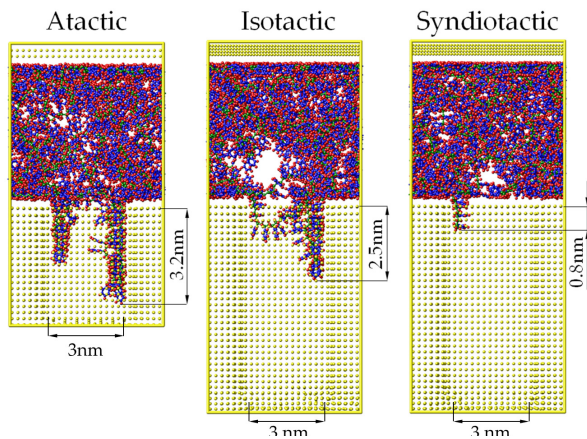 Atactic
Isotactic
Syndiotactic
3.2nm
2.5nm
0.8nm
3nm
3 nm
3 nm